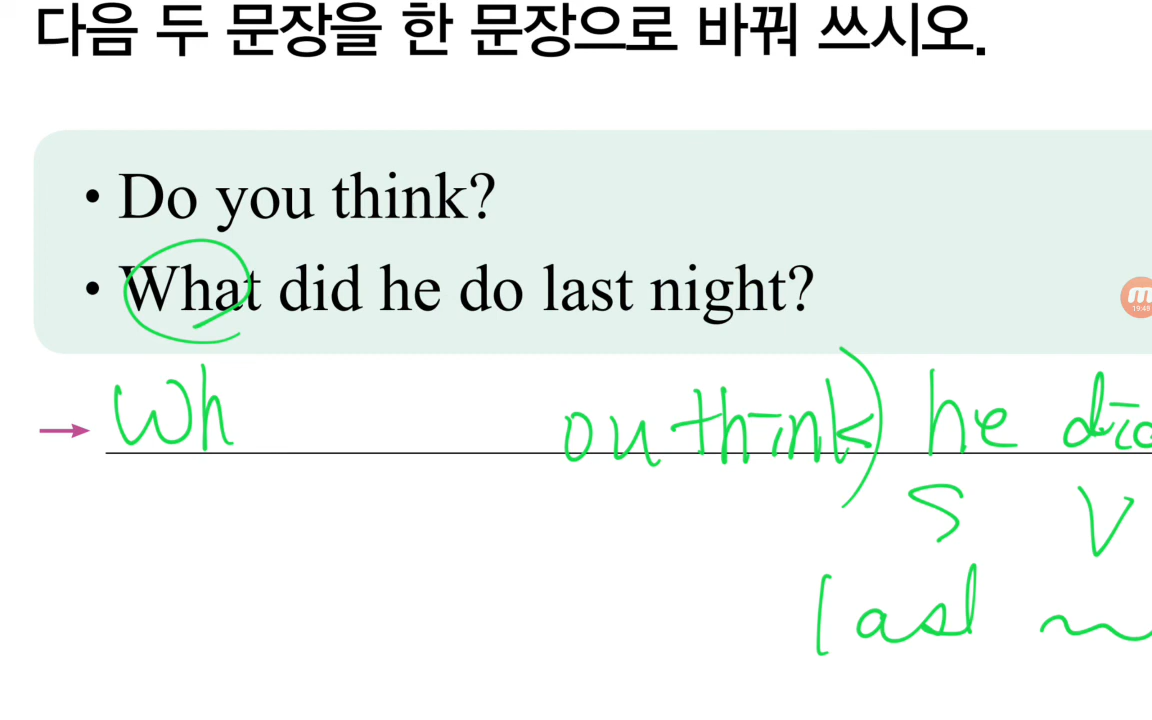 다음 두 문장을 한 문장으로 바꿔 쓰시오.
• Do you think?
• What did he do last night?
→ Wh ou think) he
S V
last